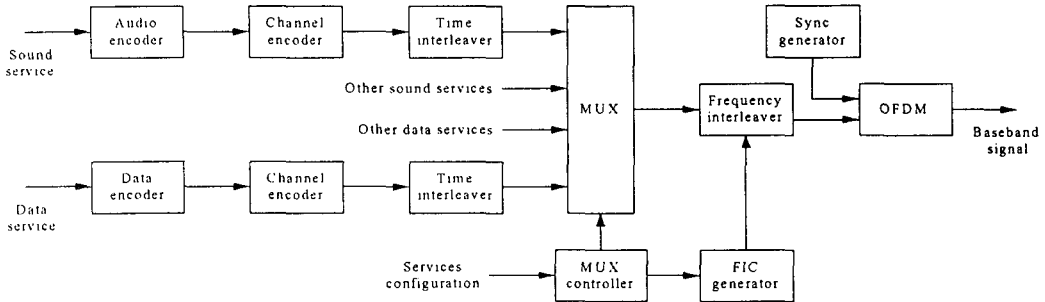 Sound
service
Audio
encoder
Channel
encoder
Time
interleaver
Other sound services
Other data services
Data
service
Data
encoder
Channel
encoder
Time
interleaver
MUX
Services
configuration
MUX
controller
FIC
generator
Frequency
interleaver
Sync
generator
OFDM
Baseband
signal